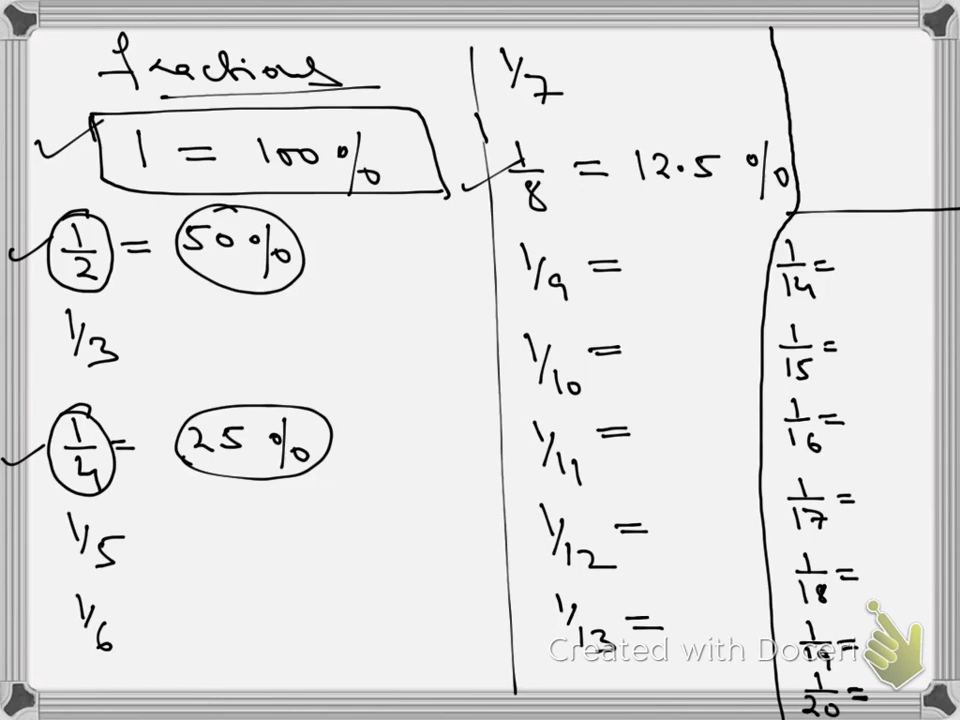 fractions
1 = 100 %
1/2 = 50 %
1/3
1/4 = 25 %
1/5
1/6
1/7
1/8 = 12.5 %
1/9 =
1/10 =
1/11 =
1/12 =
1/13 =
1/14 =
1/15 =
1/16 =
1/17 =
1/18 =
1/19 =
1/20 =
Created with Doceri